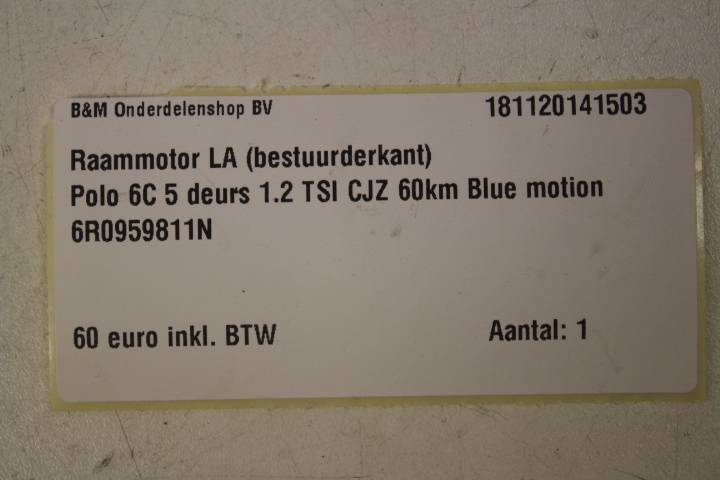 B&M Onderdelenshop BV 181120141503
Raammotor LA (bestuurderkant)
Polo 6C 5 deurs 1.2 TSI CJZ 60km Blue motion
6R0959811N
60 euro inkl. BTW Aantal: 1